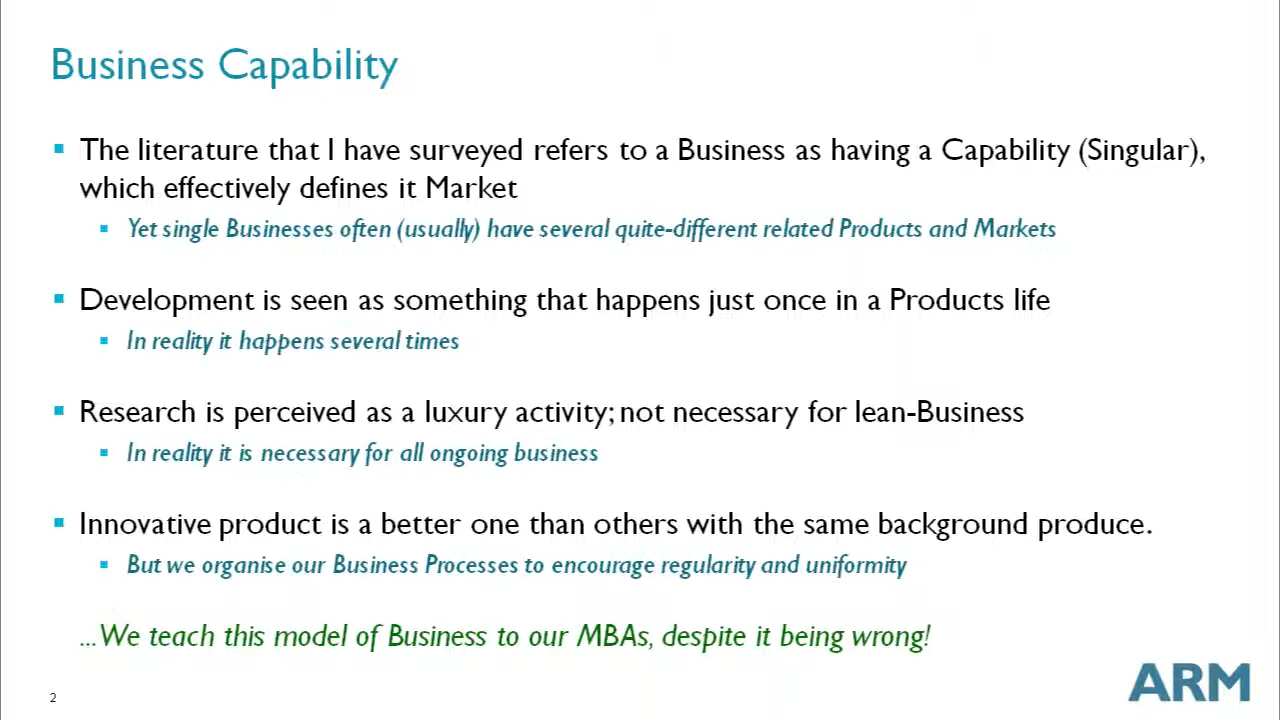 Business Capability
▪ The literature that I have surveyed refers to a Business as having a Capability (Singular),
which effectively defines it Market
▪ Yet single Businesses often (usually) have several quite-different related Products and Markets
▪ Development is seen as something that happens just once in a Products life
▪ In reality it happens several times
▪ Research is perceived as a luxury activity; not necessary for lean-Business
▪ In reality it is necessary for all ongoing business
▪ Innovative product is a better one than others with the same background produce.
▪ But we organise our Business Processes to encourage regularity and uniformity
...We teach this model of Business to our MBAs, despite it being wrong!
2
ARM